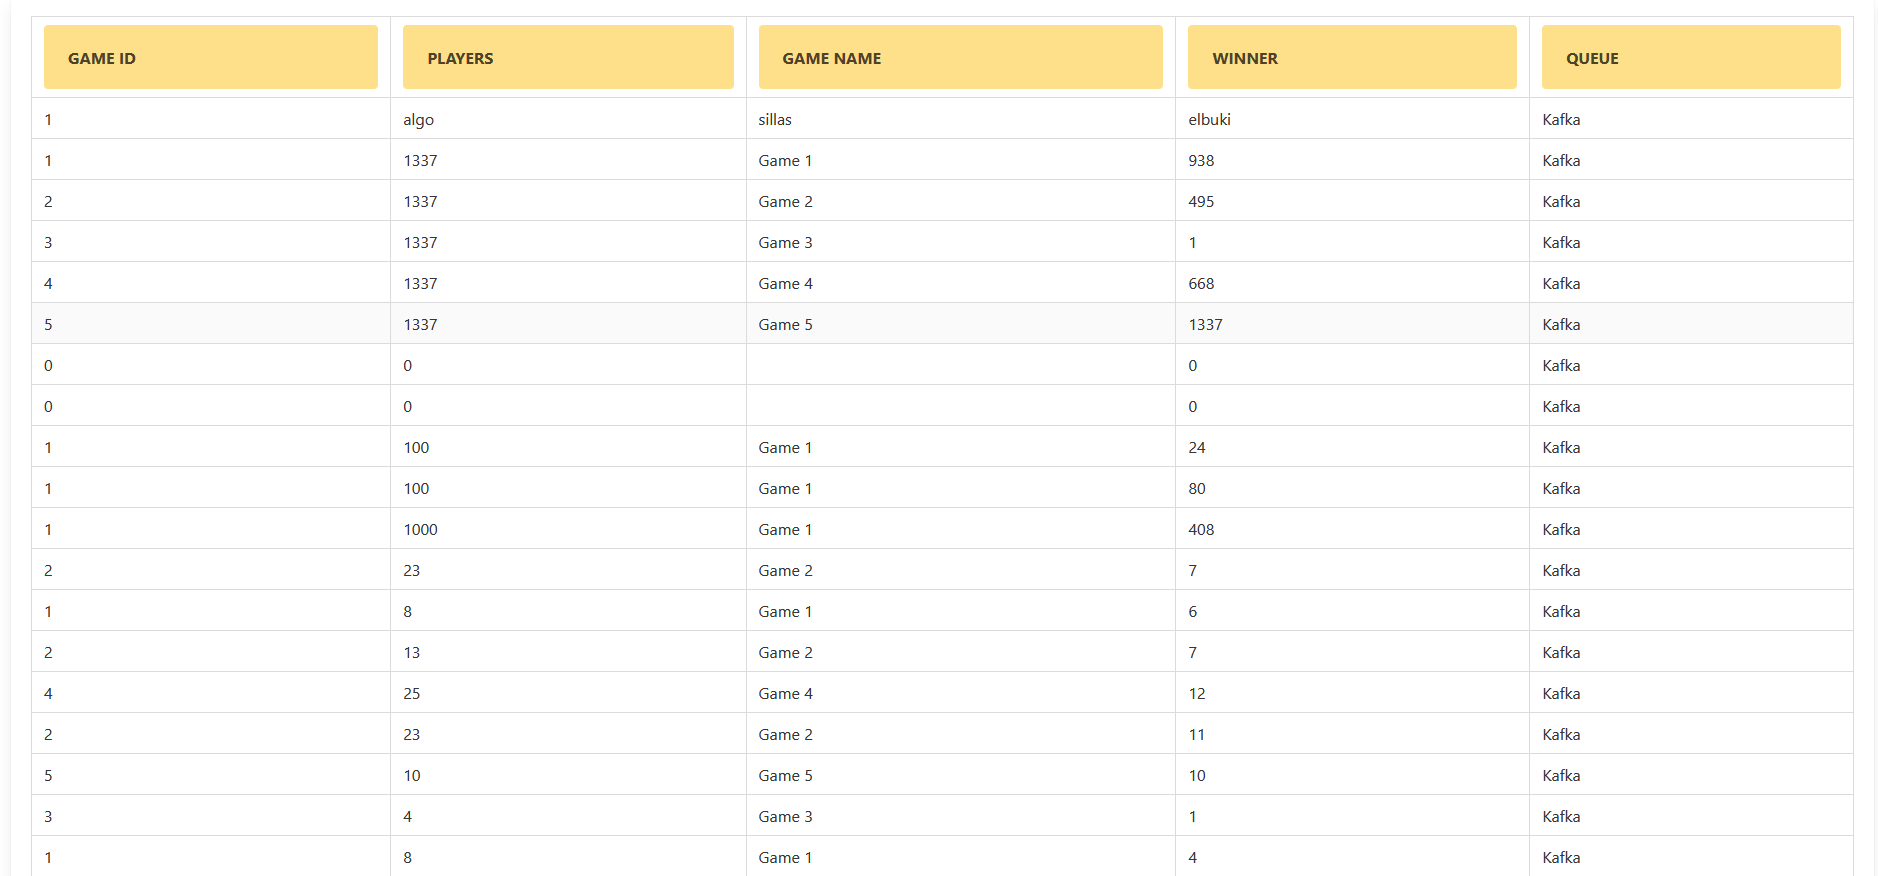 GAME ID PLAYERS GAME NAME WINNER QUEUE
1 algo sillas elbuki Kafka
1 1337 Game 1 938 Kafka
2 1337 Game 2 495 Kafka
3 1337 Game 3 1 Kafka
4 1337 Game 4 668 Kafka
5 1337 Game 5 1337 Kafka
0 0 0 Kafka
0 0 0 Kafka
1 100 Game 1 24 Kafka
1 100 Game 1 80 Kafka
1 1000 Game 1 408 Kafka
2 23 Game 2 7 Kafka
1 8 Game 1 6 Kafka
2 13 Game 2 7 Kafka
4 25 Game 4 12 Kafka
2 23 Game 2 11 Kafka
5 10 Game 5 10 Kafka
3 4 Game 3 1 Kafka
1 8 Game 1 4 Kafka